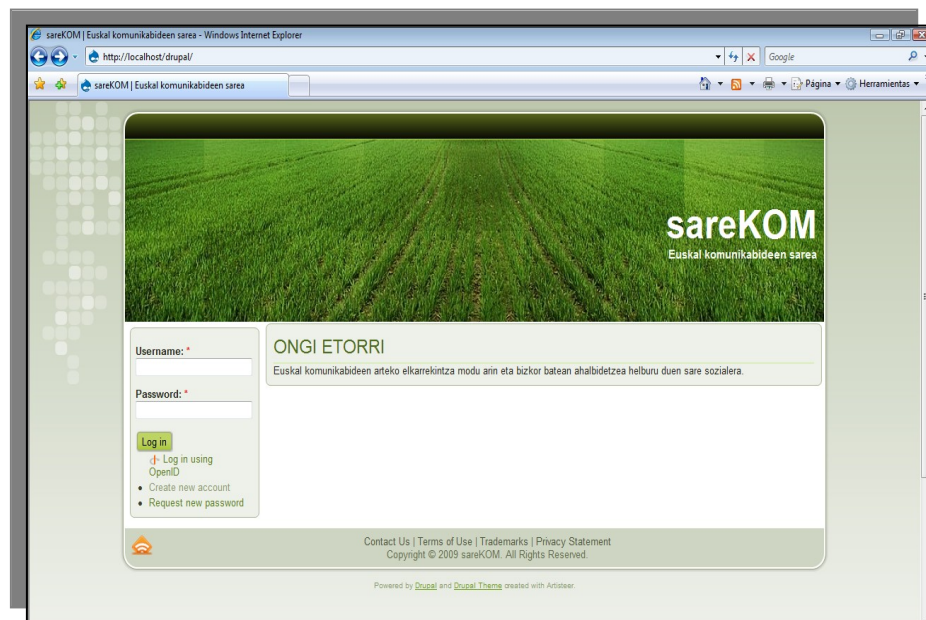 sareKOM | Euskal komunikabideen sarea - Windows Internet Explorer
http://localhost/drupal/
Google
sareKOM | Euskal komunikabideen sarea
Página
Herramientas
sareKOM
Euskal komunikabideen sarea
Username: *
Password: *
Log in
Log in using
OpenID
Create new account
Request new password
ONGI ETORRI
Euskal komunikabideen arteko elkarrekintza modu arin eta bizkor batean ahalbidetzea helburu duen sare sozialera.
Contact Us | Terms of Use | Trademarks | Privacy Statement
Copyright © 2009 sareKOM. All Rights Reserved.
Powered by Drupal and Drupal Theme created with Artisteer.